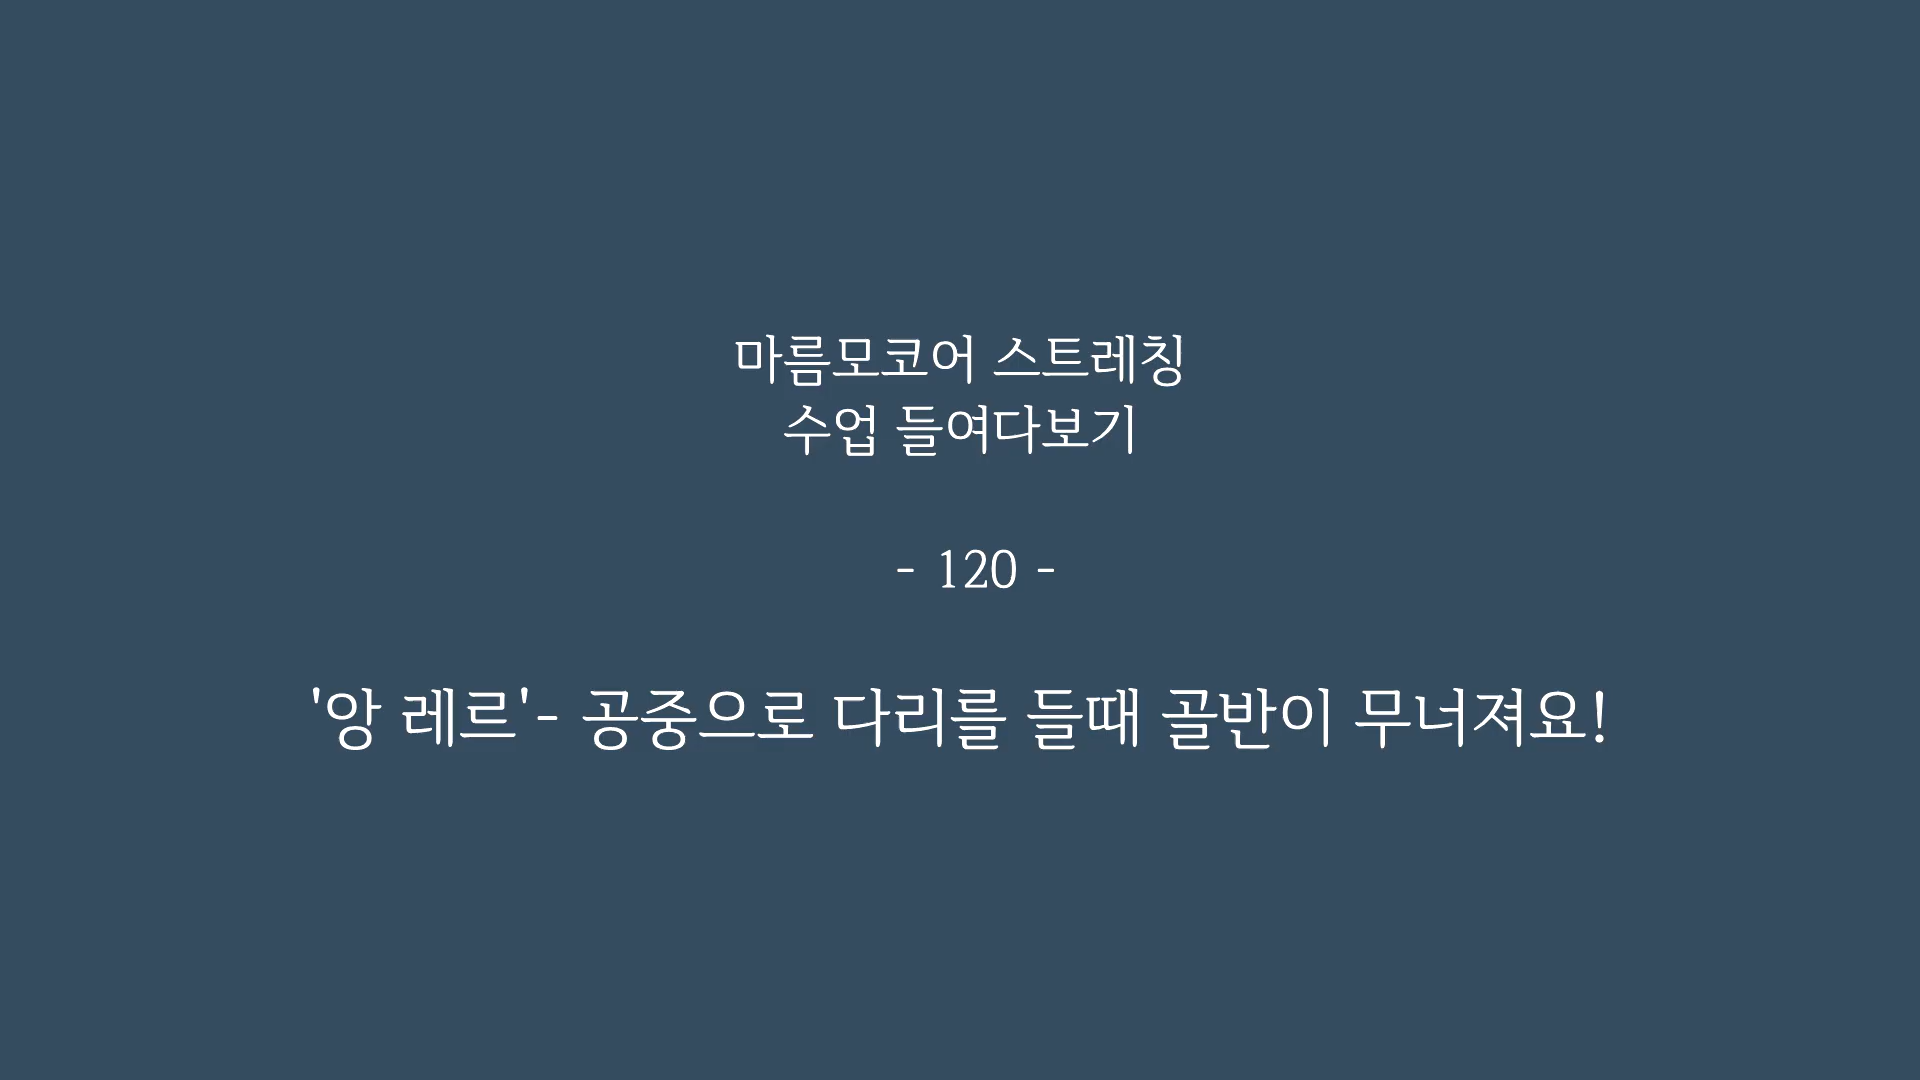 마름모코어 스트레칭
수업 들여다보기
- 120 -
'앙 레르'- 공중으로 다리를 들때 골반이 무너져요!